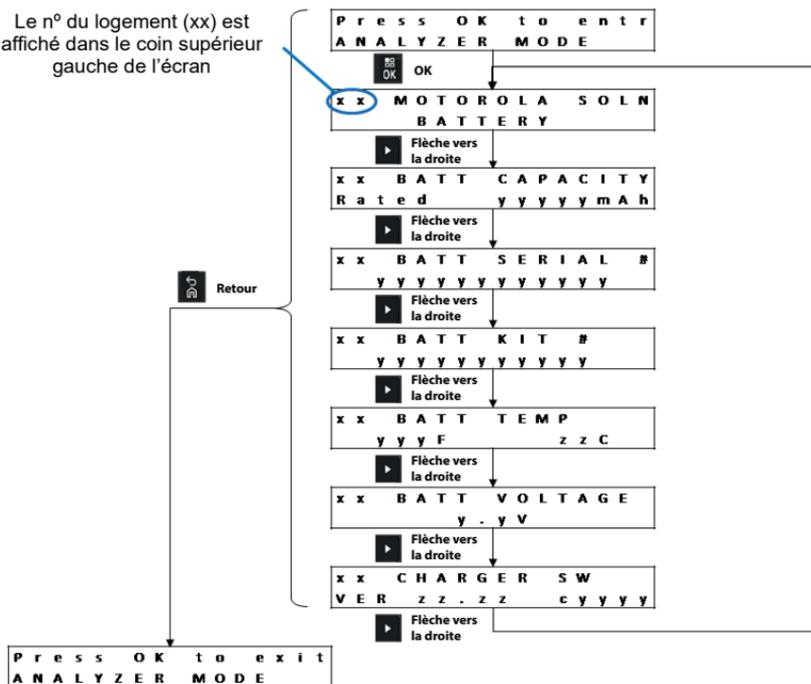 Le nº du logement (xx) est
affiché dans le coin supérieur
gauche de l'écran
Press OK to entr
ANALYZER MODE
OK
OK
xx MOTOROLA SOLN
BATTERY
Flèche vers
la droite
xx BATT CAPACITY
Rated yyyyymAh
Flèche vers
la droite
xx BATT SERIAL #
yyyyyyyyyyyy
Flèche vers
la droite
Retour
xx BATT KIT #
yyyyyyyyyyy
Flèche vers
la droite
xx BATT TEMP
yyyF zzC
Flèche vers
la droite
xx BATT VOLTAGE
y.yV
Flèche vers
la droite
xx CHARGER SW
VER zz.zz cyyyy
Flèche vers
la droite
Press OK to exit
ANALYZER MODE